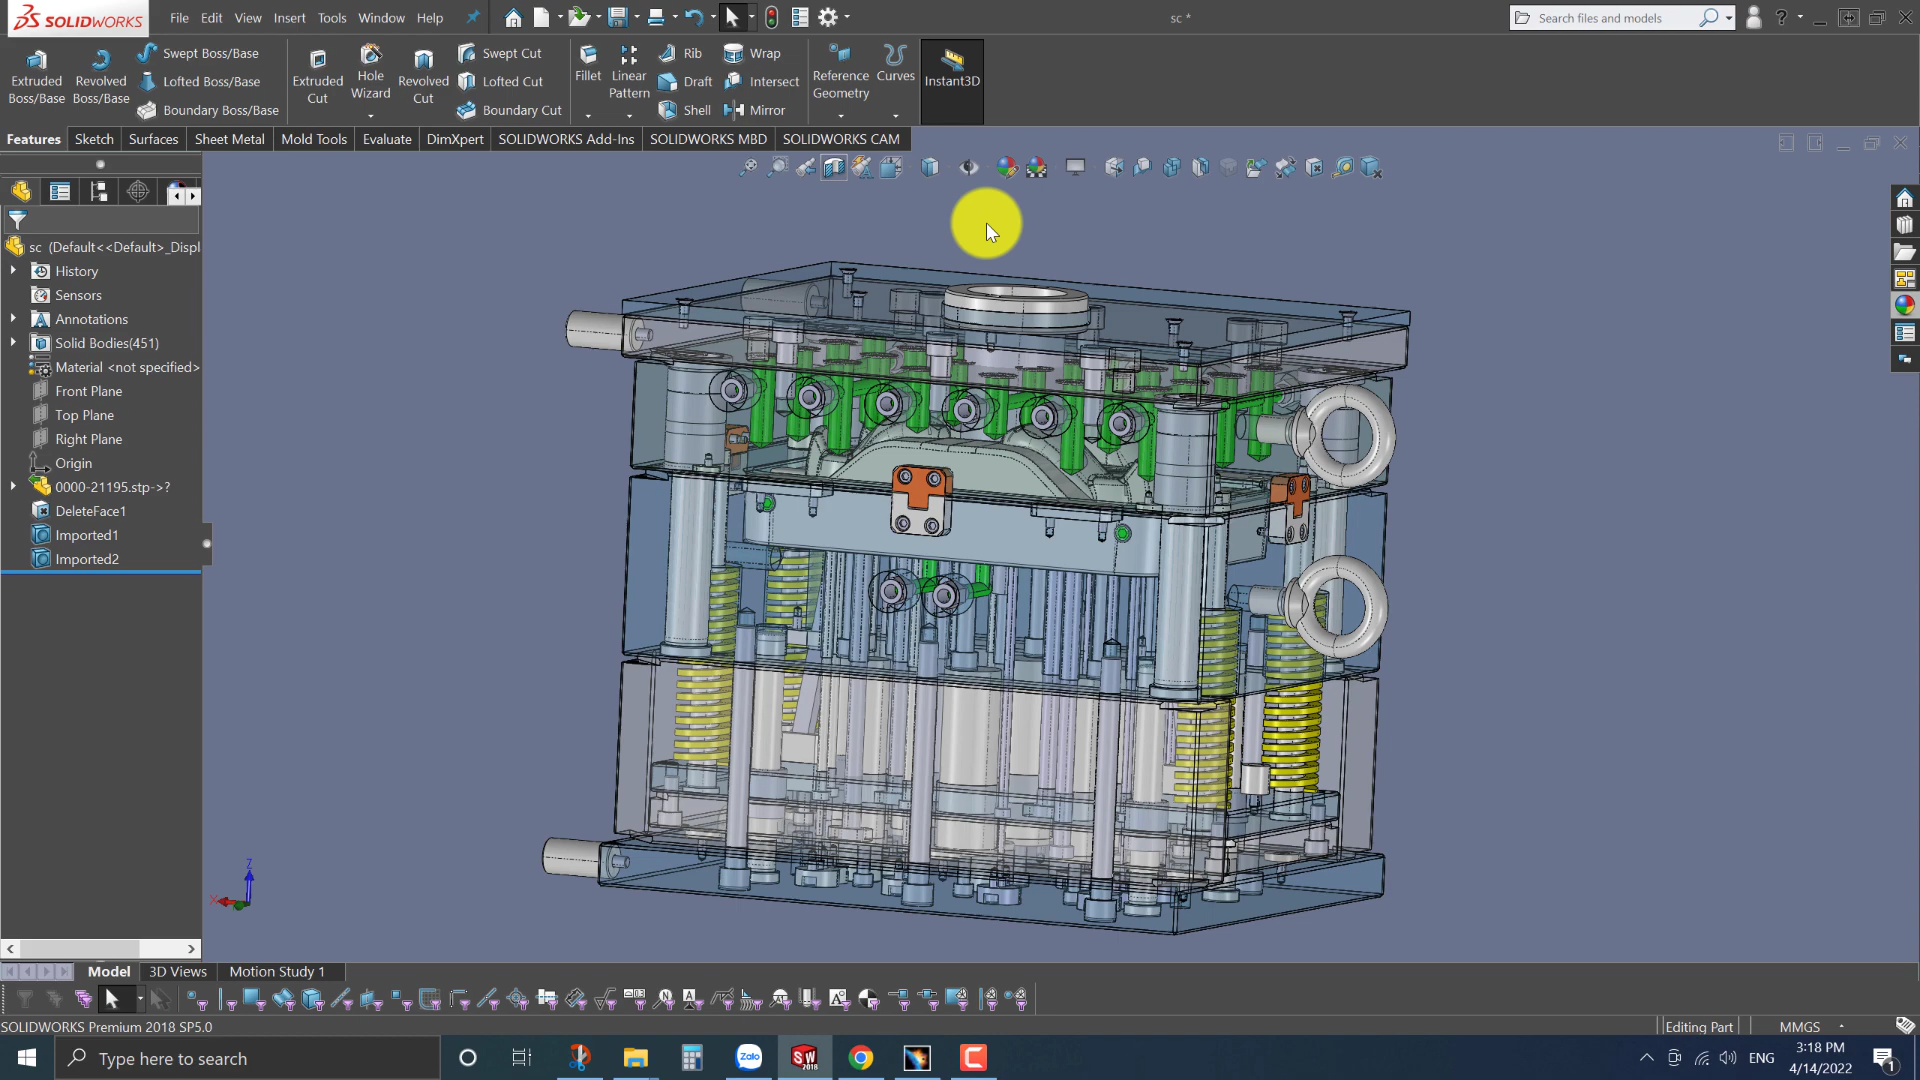 SOLIDWORKS
File Edit View Insert Tools Window Help
sc *
Search files and models
Extruded Boss/Base
Revolved Boss/Base
Swept Boss/Base
Lofted Boss/Base
Boundary Boss/Base
Extruded Cut
Hole Wizard
Revolved Cut
Swept Cut
Lofted Cut
Boundary Cut
Fillet
Linear Pattern
Rib
Draft
Shell
Wrap
Intersect
Mirror
Reference Geometry
Curves
Instant3D
Features Sketch Surfaces Sheet Metal Mold Tools Evaluate DimXpert SOLIDWORKS Add-Ins SOLIDWORKS MBD SOLIDWORKS CAM
sc (Default<<Default>_Displ
History
Sensors
Annotations
Solid Bodies(451)
Material <not specified>
Front Plane
Top Plane
Right Plane
Origin
0000-21195.stp->?
DeleteFace1
Imported1
Imported2
Z
X
Model 3D Views Motion Study 1
SOLIDWORKS Premium 2018 SP5.0
Editing Part
MMGS
Type here to search
Zalo
SW
2018
ENG
3:18 PM
4/14/2022
1